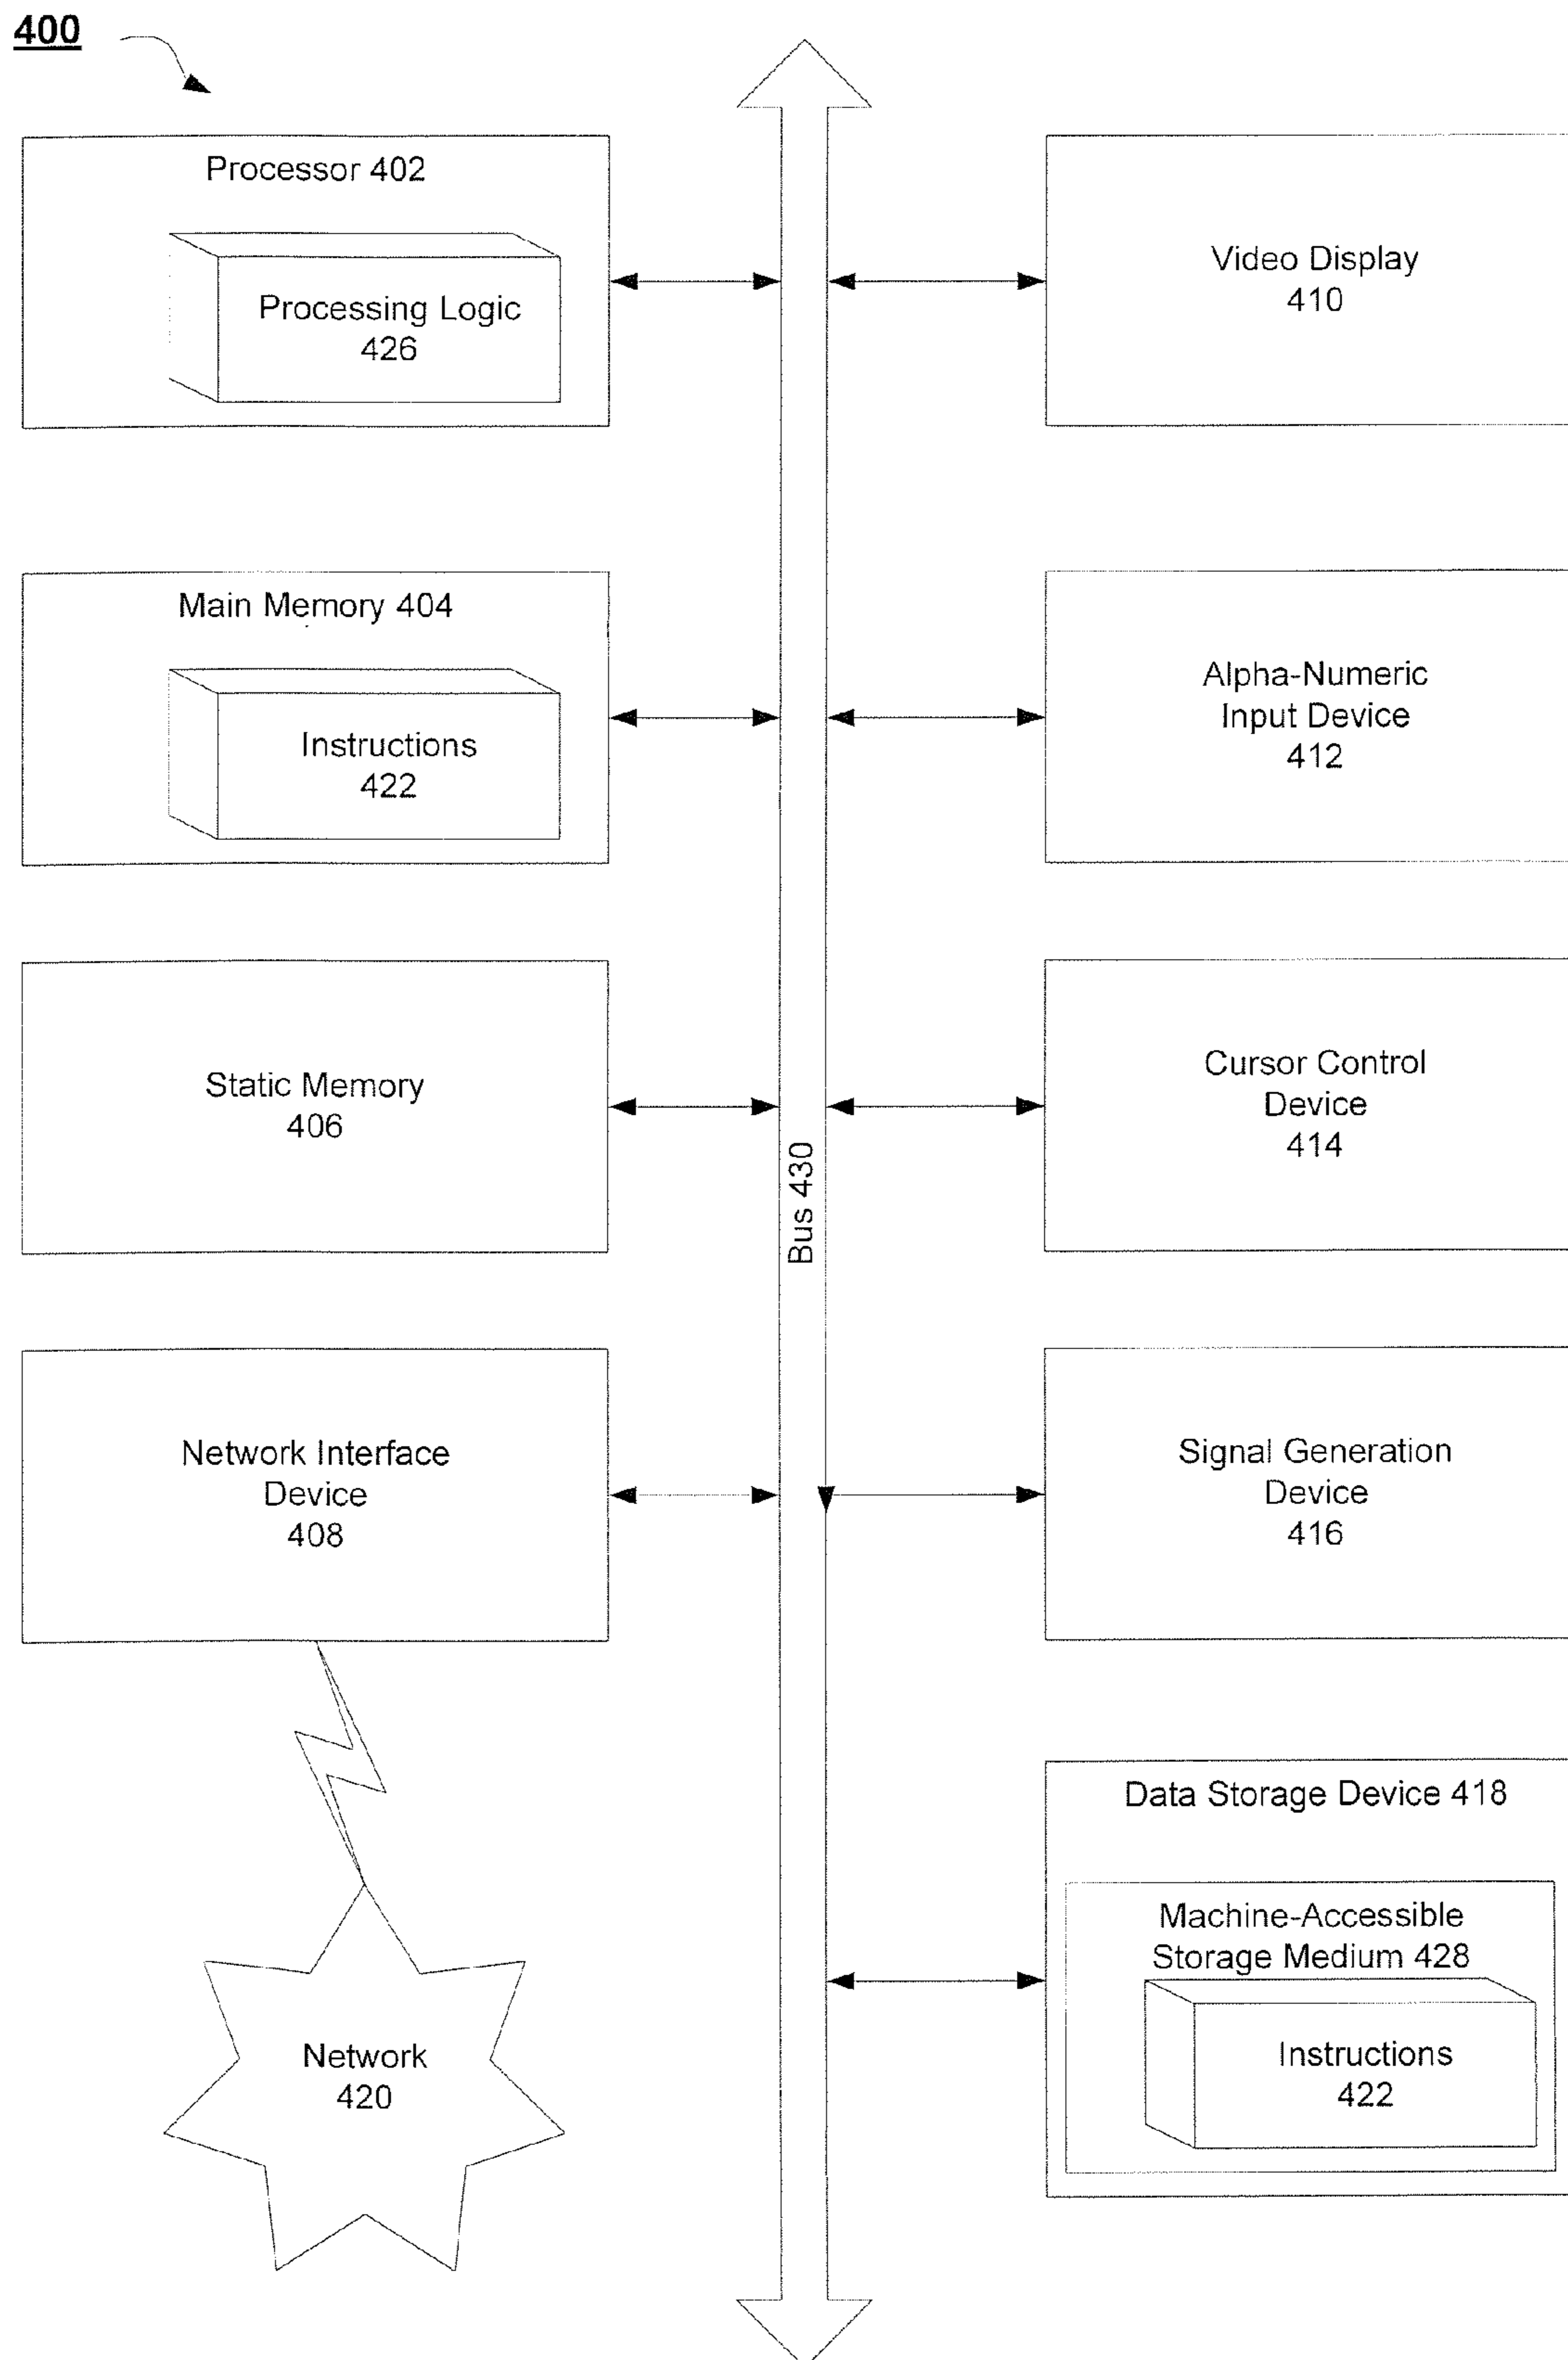 400
Processor 402
Processing Logic
426
Video Display
410
Main Memory 404
Instructions
422
Alpha-Numeric
Input Device
412
Static Memory
406
Cursor Control
Device
414
Bus 430
Network Interface
Device
408
Signal Generation
Device
416
Data Storage Device 418
Machine-Accessible
Storage Medium 428
Instructions
422
Network
420